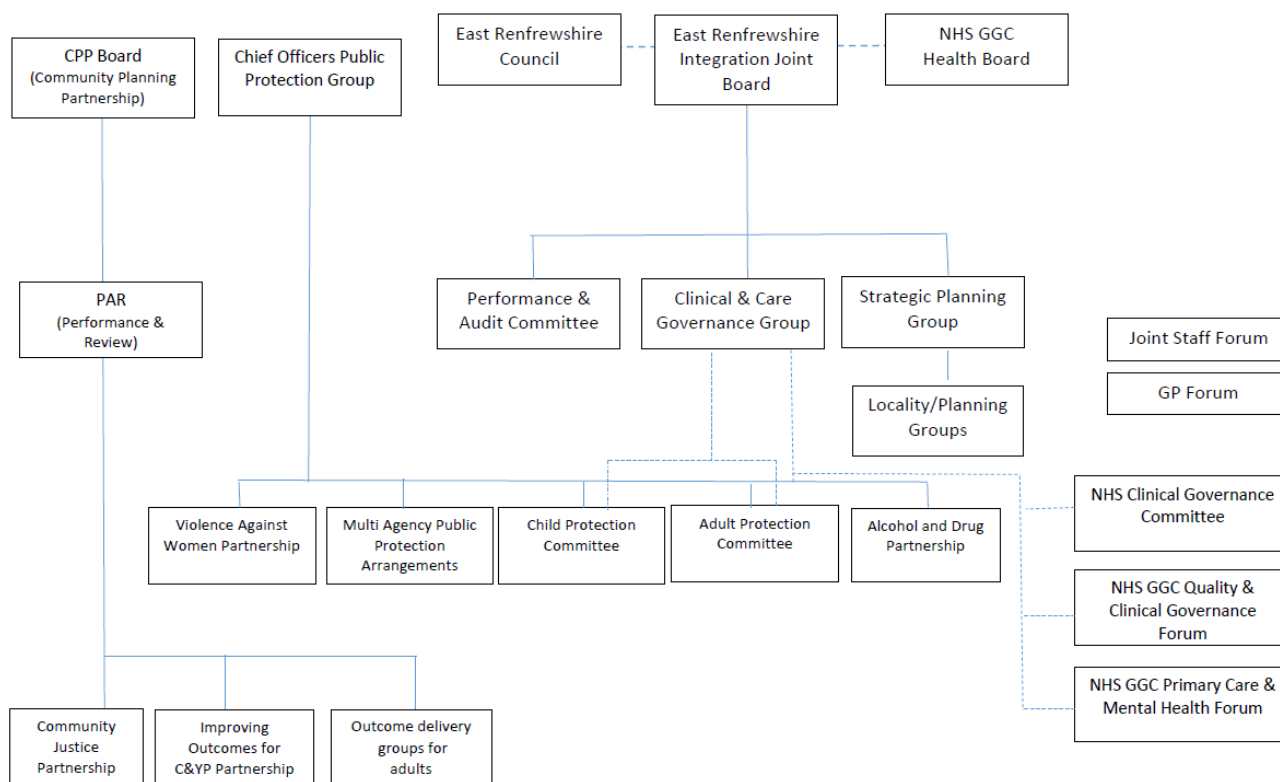 CPP Board
(Community Planning
Partnership)
Chief Officers Public
Protection Group
East Renfrewshire
Council
East Renfrewshire
Integration Joint
Board
NHS GGC
Health Board
PAR
(Performance &
Review)
Performance &
Audit Committee
Clinical & Care
Governance Group
Strategic Planning
Group
Joint Staff Forum
GP Forum
Locality/Planning
Groups
Violence Against
Women Partnership
Multi Agency Public
Protection
Arrangements
Child Protection
Committee
Adult Protection
Committee
Alcohol and Drug
Partnership
NHS Clinical Governance
Committee
NHS GGC Quality &
Clinical Governance
Forum
NHS GGC Primary Care &
Mental Health Forum
Community
Justice
Partnership
Improving
Outcomes for
C&YP Partnership
Outcome delivery
groups for
adults